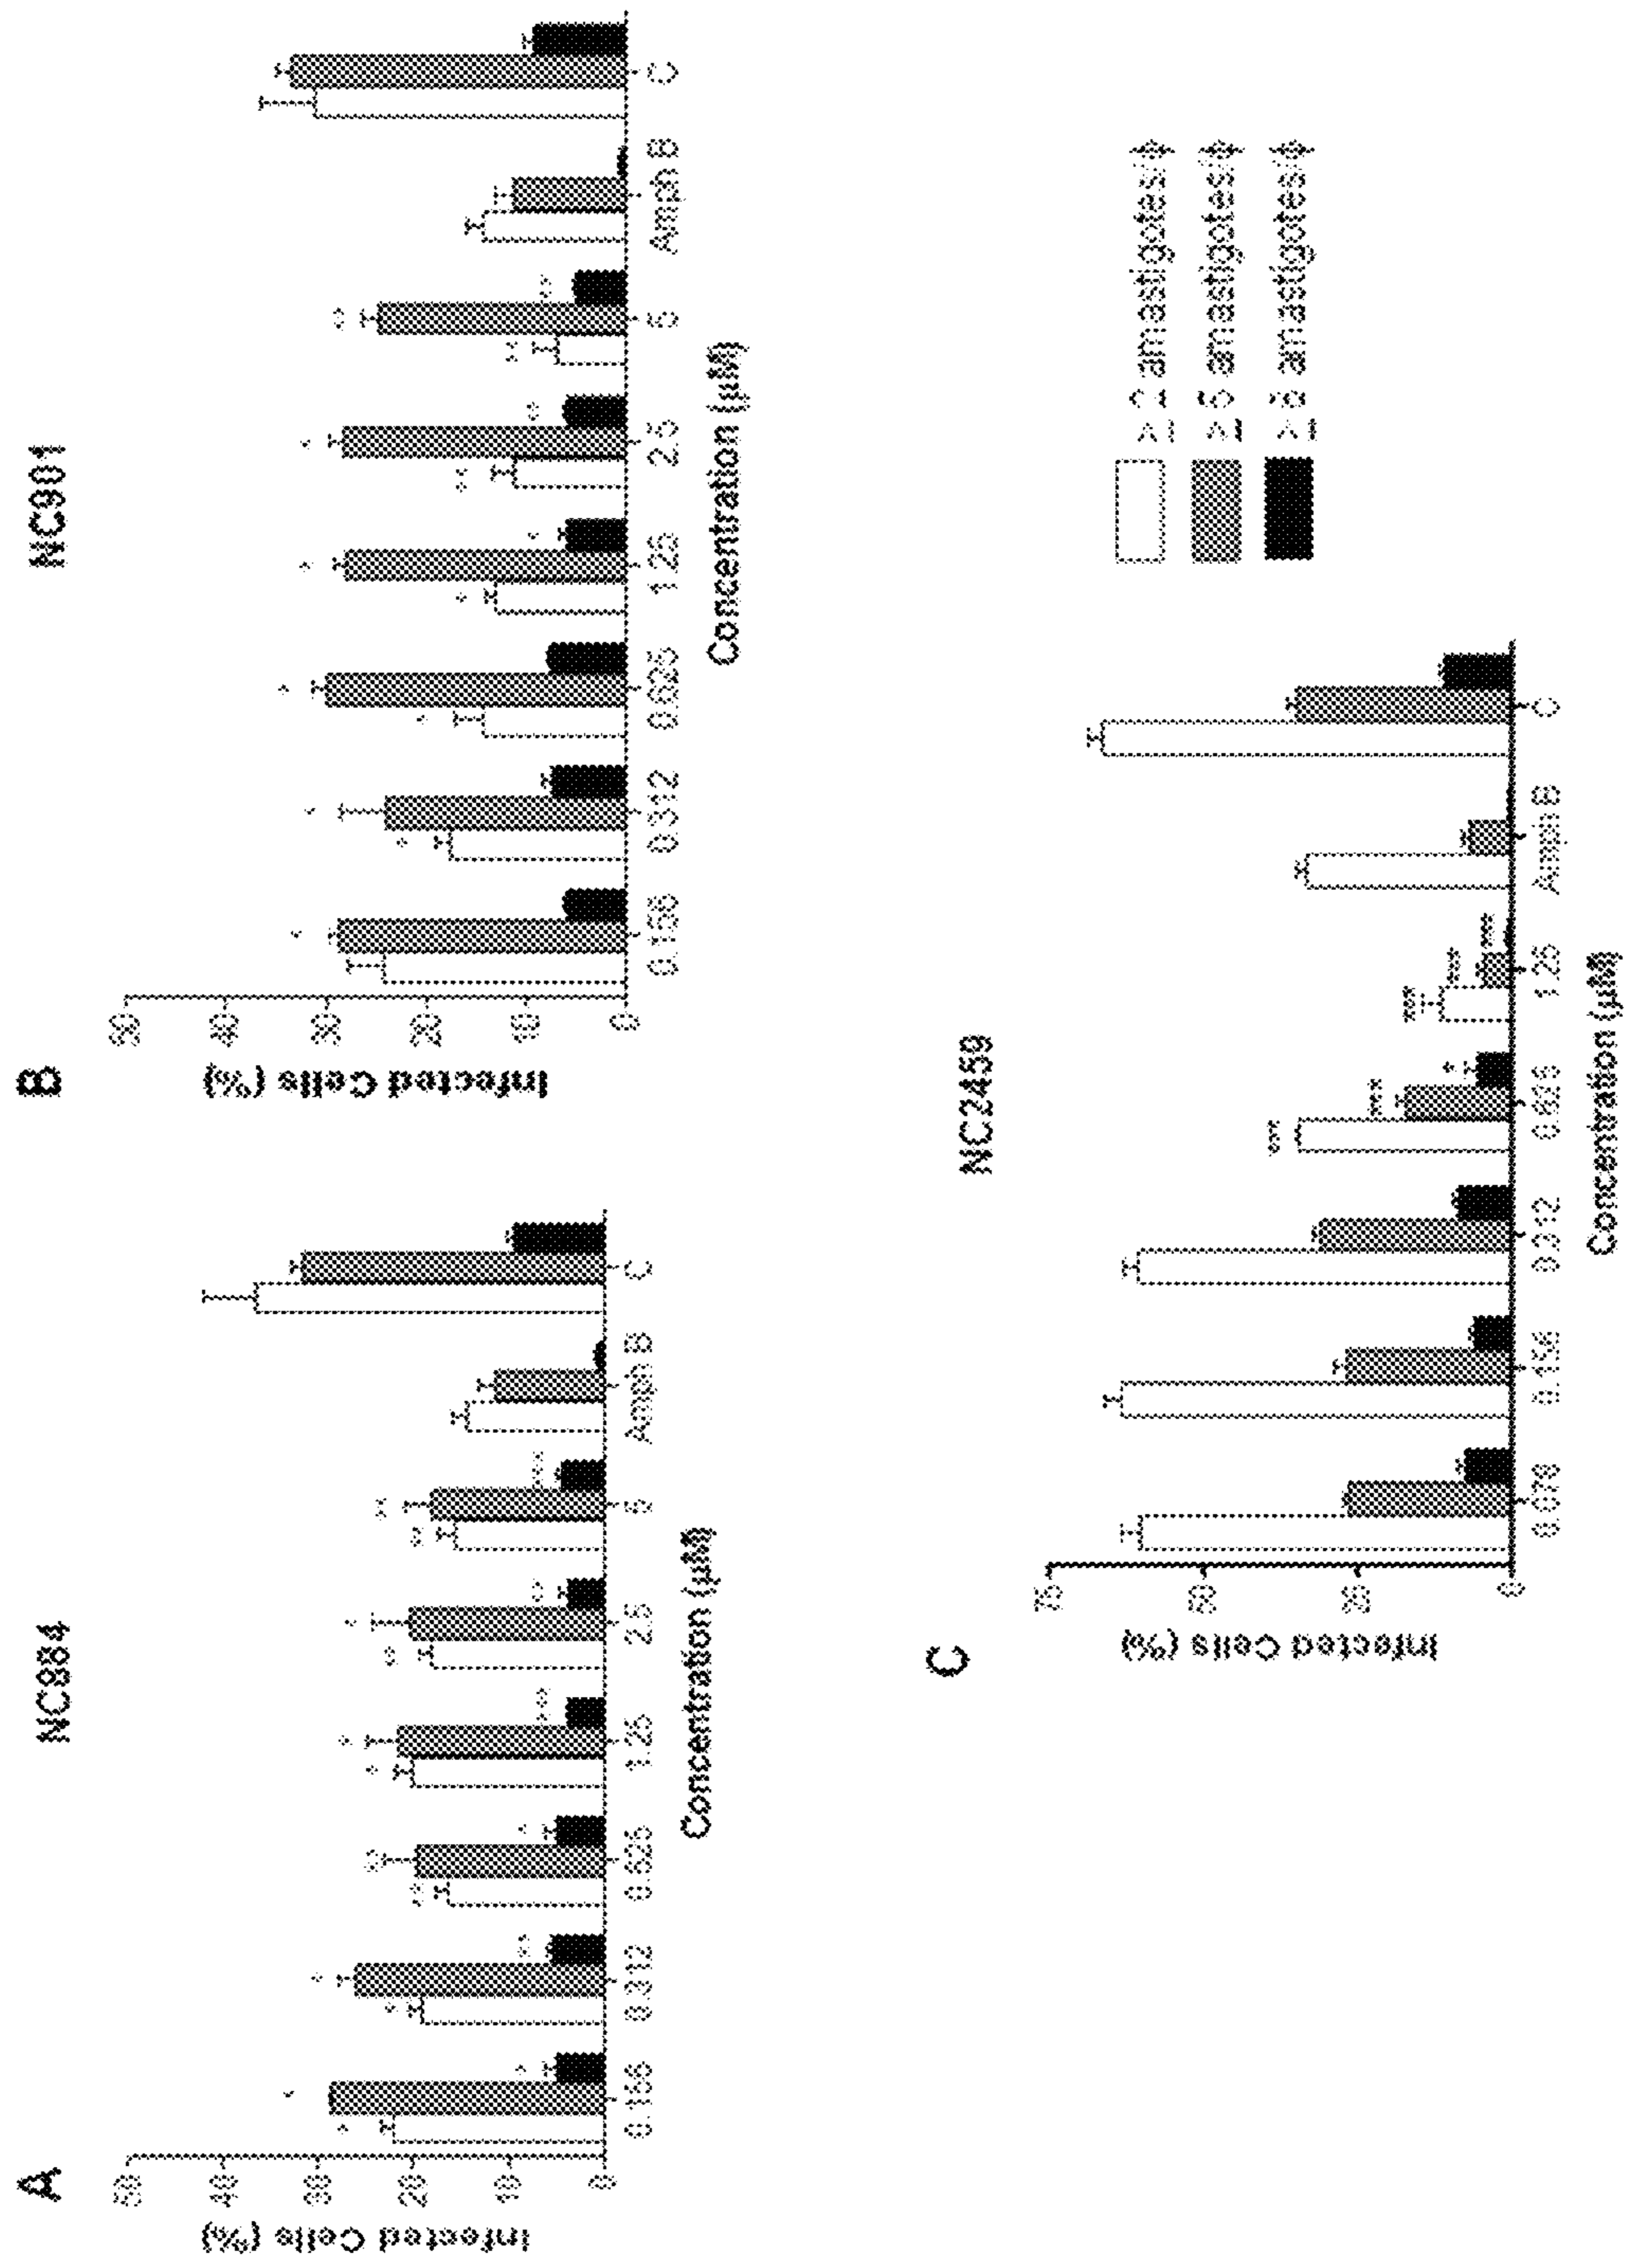 A
NC884
Infected Cells (%)
50
40
30
20
10
0
0.156
0.312
0.625
1.25
2.5
5
Amph B
C
Concentration (µM)
B
NC901
Infected Cells (%)
50
40
30
20
10
0
0.156
0.312
0.625
1.25
2.5
5
Amph B
C
Concentration (µM)
C
NC2459
Infected Cells (%)
75
50
25
0
0.078
0.156
0.312
0.625
1.25
Amph B
C
Concentration (µM)
≥ 2 amastigotes/ɸ
≥ 5 amastigotes/ɸ
amastigotes/ɸ